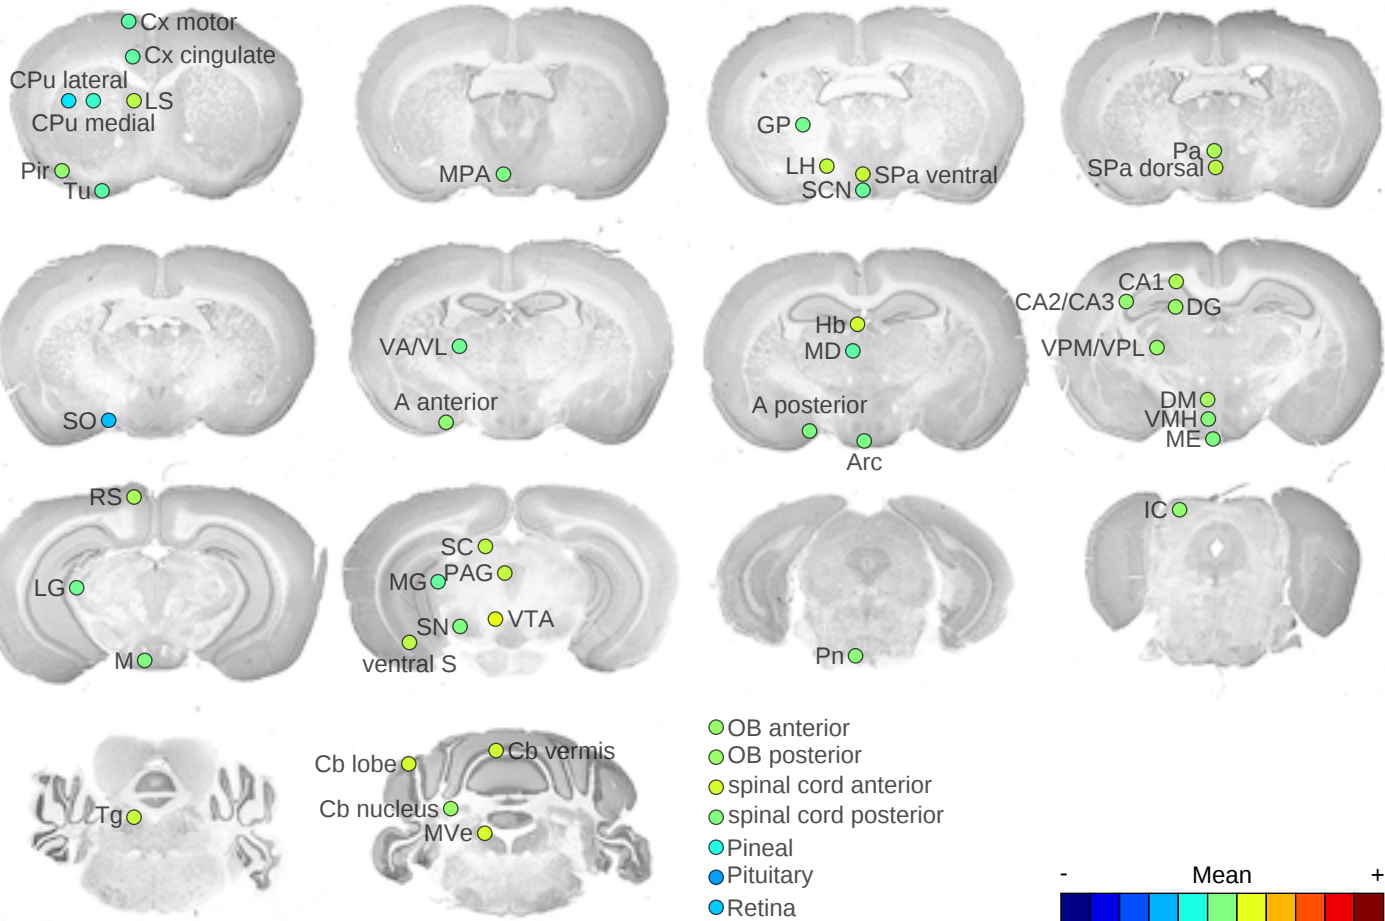 Cx motor
Cx cingulate
CPu lateral
LS
CPu medial
Pir
Tu
MPA
GP
LH
SPa ventral
SCN
Pa
SPa dorsal
SO
VA/VL
A anterior
Hb
MD
A posterior
Arc
CA1
CA2/CA3
DG
VPM/VPL
DM
VMH
ME
RS
LG
M
SC
PAG
MG
VTA
SN
ventral S
Pn
IC
Tg
Cb lobe
Cb vermis
Cb nucleus
MVe
OB anterior
OB posterior
spinal cord anterior
spinal cord posterior
Pineal
Pituitary
Retina
- Mean +